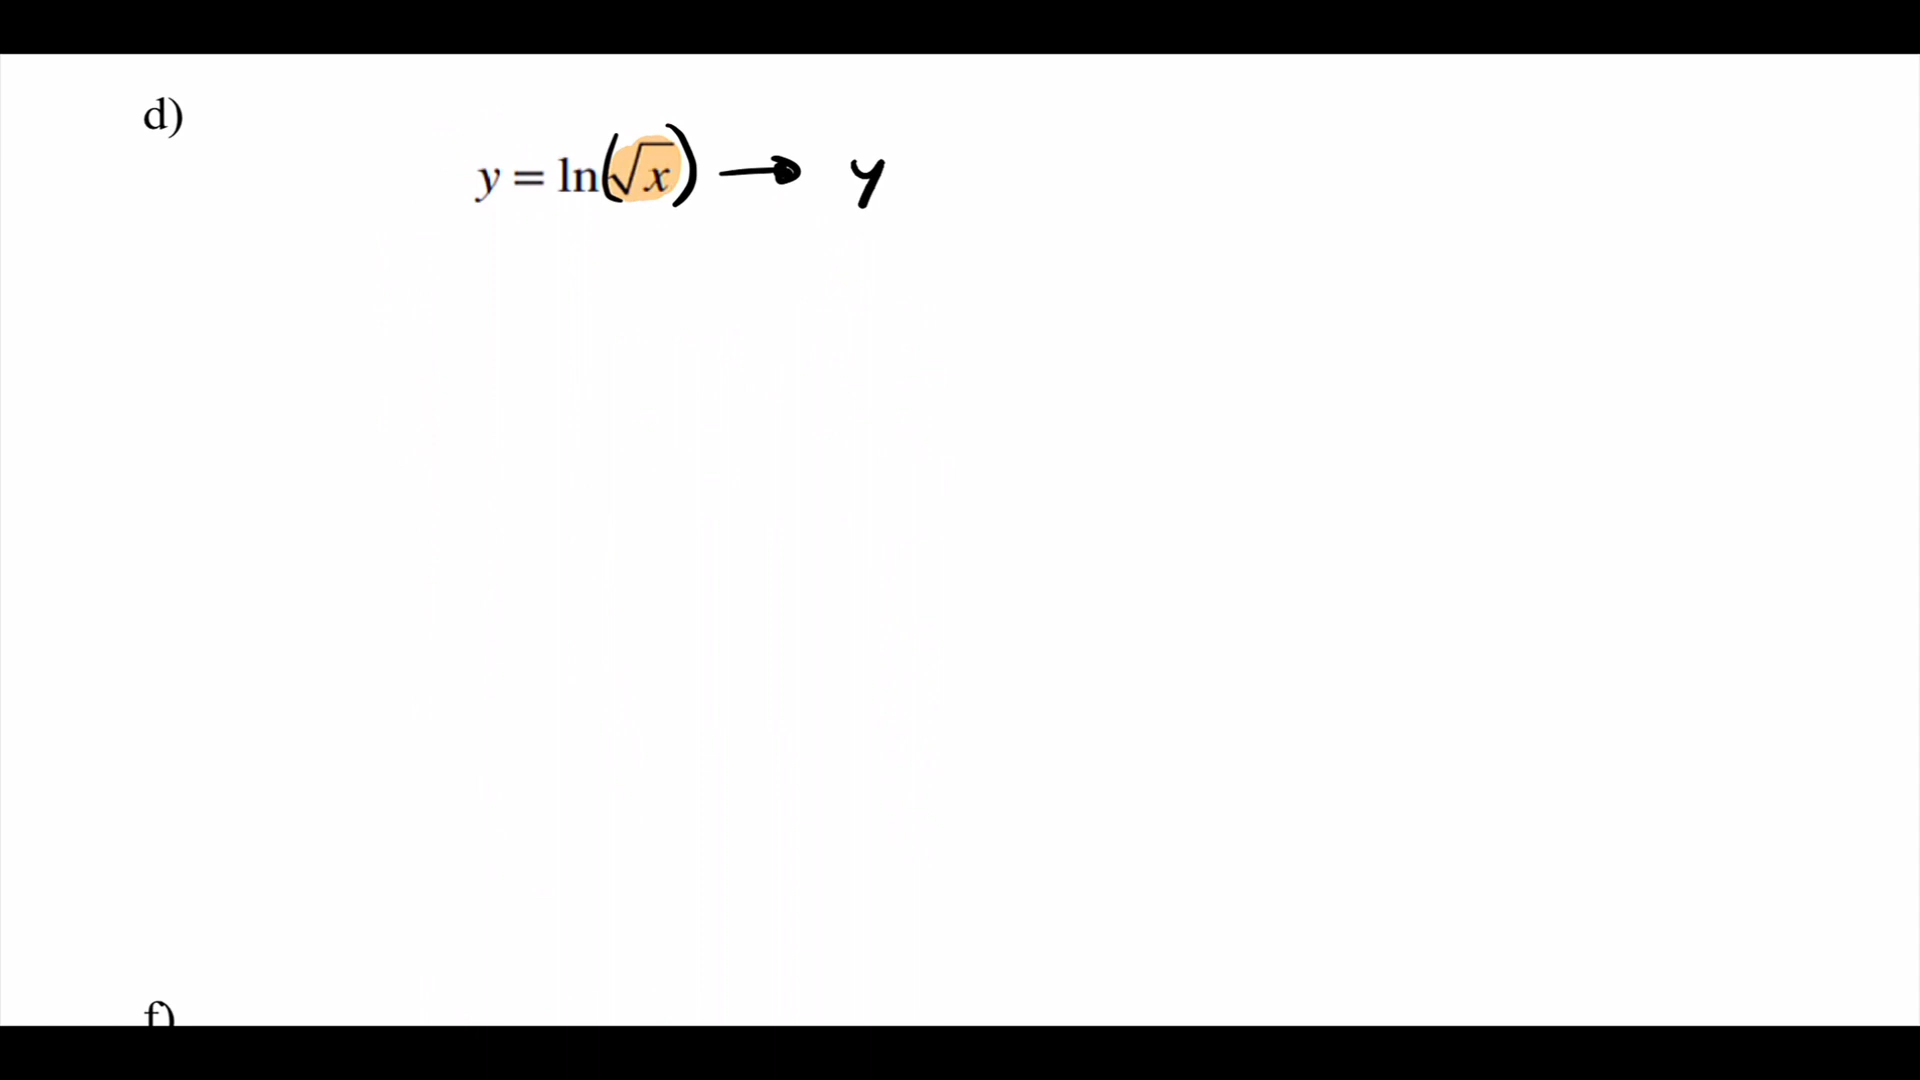 d)
y = ln(√x) → y
f)